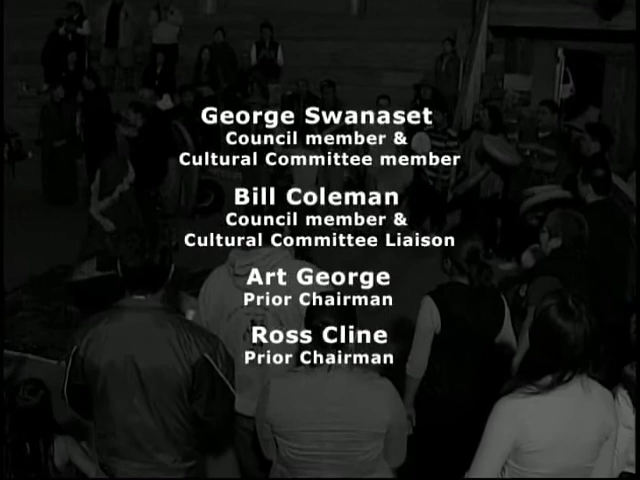 George Swanaset
Council member &
Cultural Committee member
Bill Coleman
Council member &
Cultural Committee Liaison
Art George
Prior Chairman
Ross Cline
Prior Chairman